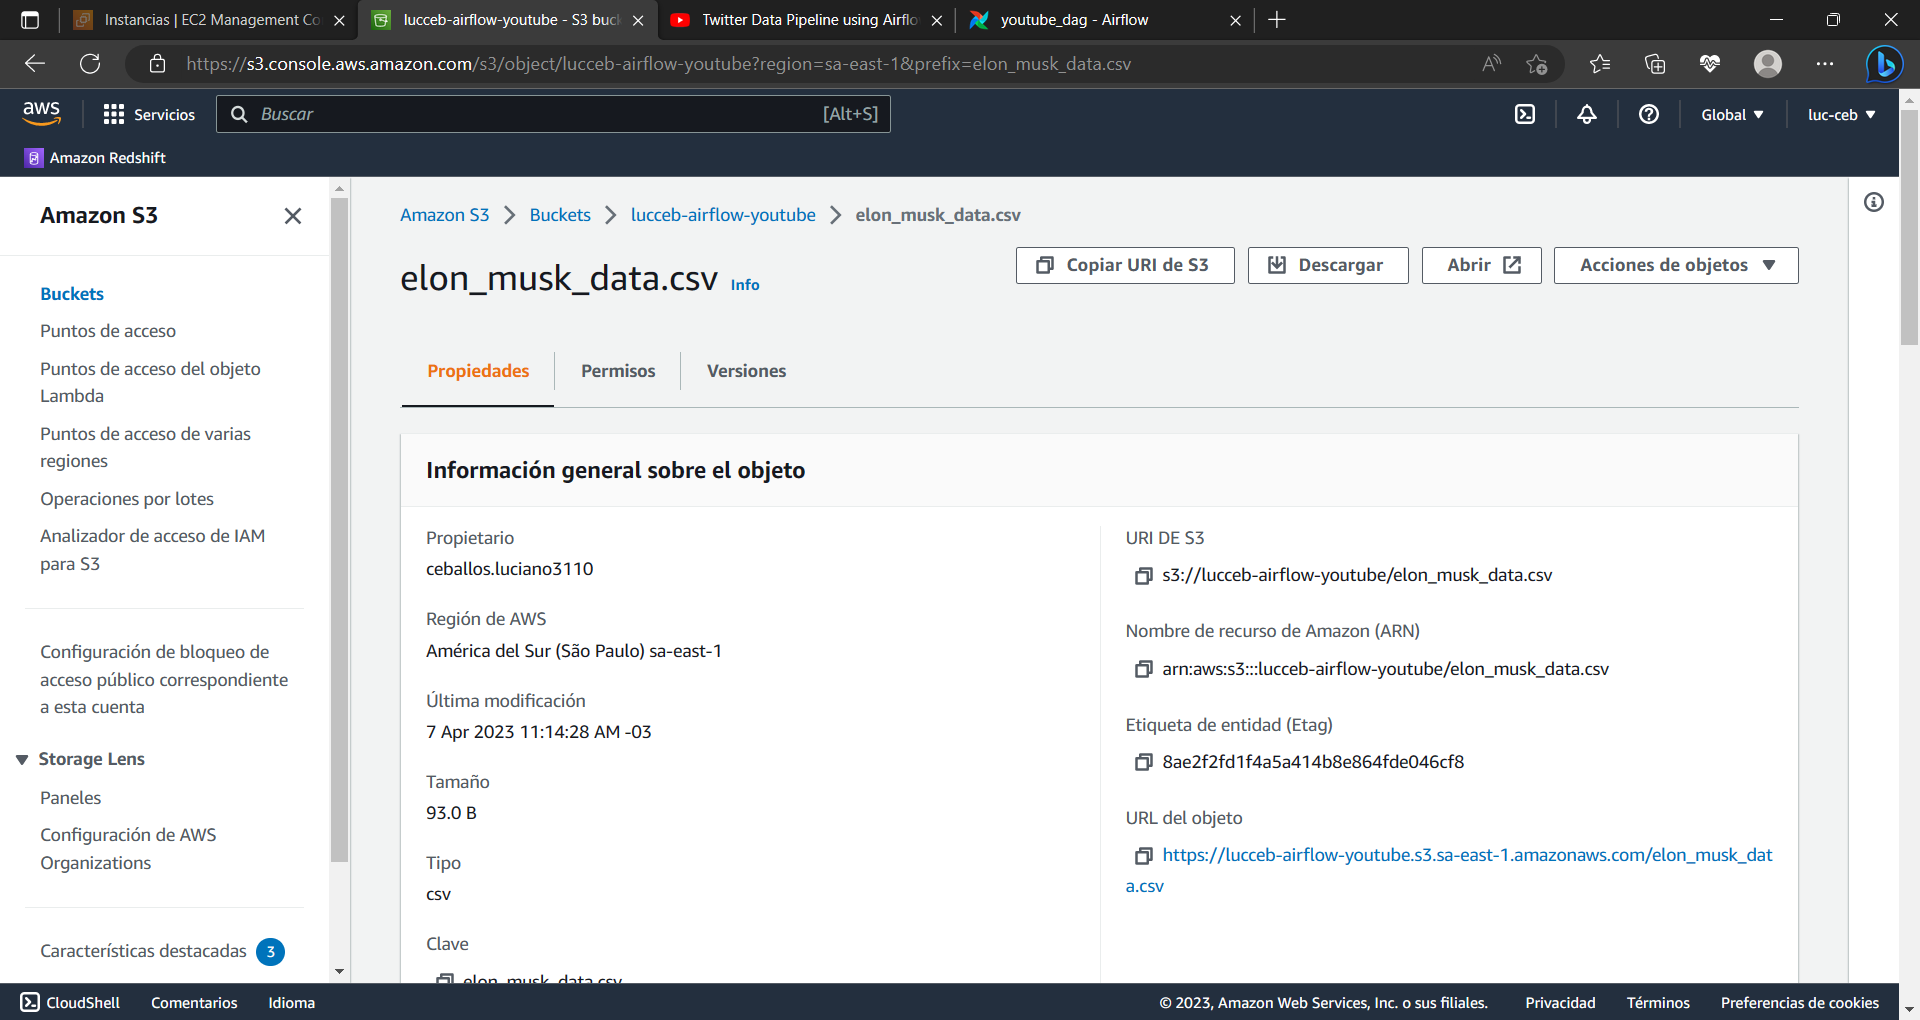 Instancias | EC2 Management Co
lucceb-airflow-youtube - S3 buck
Twitter Data Pipeline using Airflo
youtube_dag - Airflow
https://s3.console.aws.amazon.com/s3/object/lucceb-airflow-youtube?region=sa-east-1&prefix=elon_musk_data.csv
aws
Servicios
Buscar
[Alt+S]
Global
luc-ceb
Amazon Redshift
Amazon S3
Buckets
Puntos de acceso
Puntos de acceso del objeto
Lambda
Puntos de acceso de varias
regiones
Operaciones por lotes
Analizador de acceso de IAM
para S3
Configuración de bloqueo de
acceso público correspondiente
a esta cuenta
Storage Lens
Paneles
Configuración de AWS
Organizations
Características destacadas 3
Amazon S3 > Buckets > lucceb-airflow-youtube > elon_musk_data.csv
elon_musk_data.csv Info
Copiar URI de S3
Descargar
Abrir
Acciones de objetos
Propiedades
Permisos
Versiones
Información general sobre el objeto
Propietario
ceballos.luciano3110
Región de AWS
América del Sur (São Paulo) sa-east-1
Última modificación
7 Apr 2023 11:14:28 AM -03
Tamaño
93.0 B
Tipo
csv
Clave
elon_musk_data.csv
URI DE S3
s3://lucceb-airflow-youtube/elon_musk_data.csv
Nombre de recurso de Amazon (ARN)
arn:aws:s3:::lucceb-airflow-youtube/elon_musk_data.csv
Etiqueta de entidad (Etag)
8ae2f2fd1f4a5a414b8e864fde046cf8
URL del objeto
https://lucceb-airflow-youtube.s3.sa-east-1.amazonaws.com/elon_musk_dat
a.csv
CloudShell
Comentarios
Idioma
© 2023, Amazon Web Services, Inc. o sus filiales.
Privacidad
Términos
Preferencias de cookies